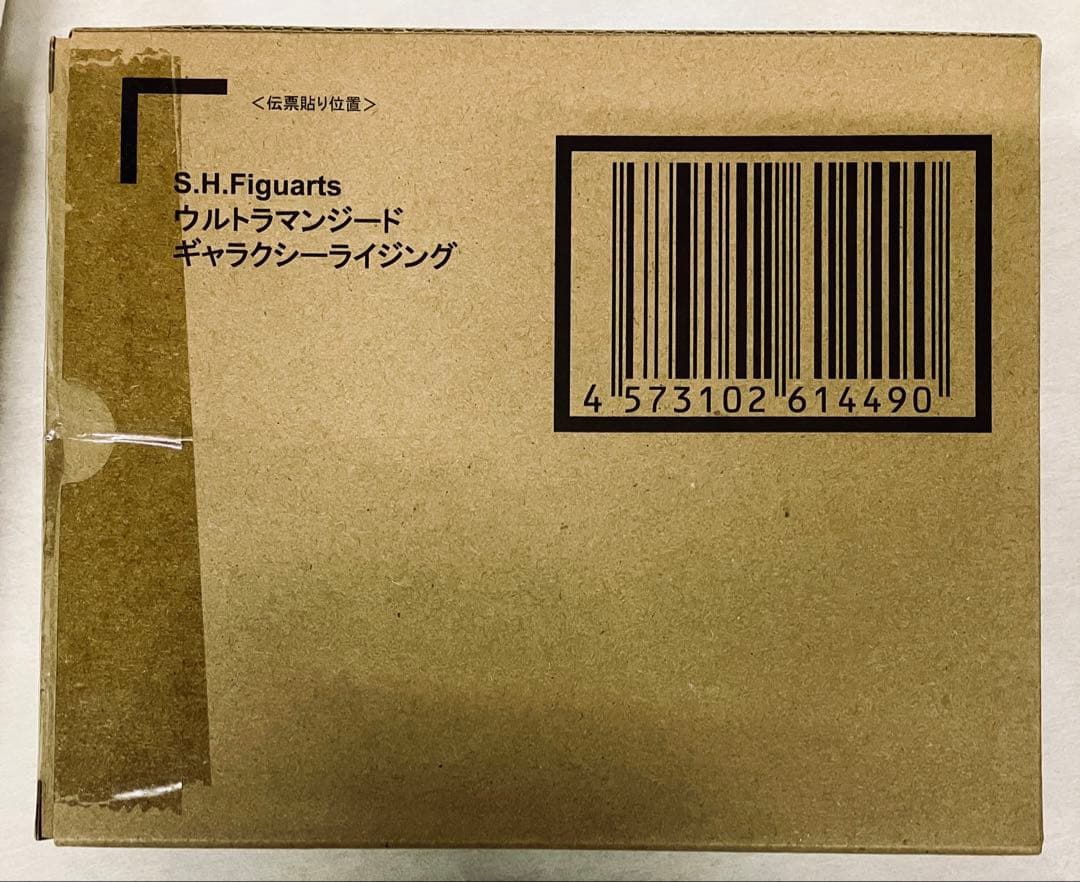 ＜伝票貼り位置＞
S.H.Figuarts
ウルトラマンジード
ギャラクシーライジング
4 573102 614490